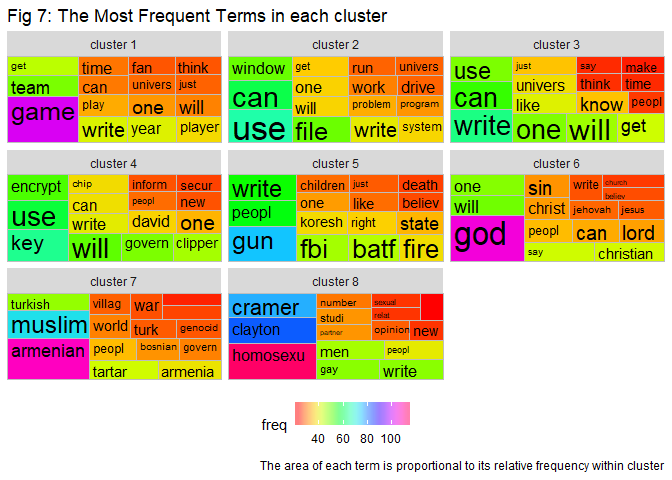 Fig 7: The Most Frequent Terms in each cluster
cluster 1
get
time
fan
think
team
can
univers
just
game
play
one
will
write
year
player
cluster 2
window
get
run
univers
can
one
work
drive
will
problem
program
use
file
write
system
cluster 3
use
just
say
make
univers
think
time
can
like
know
peopl
write
one
will
get
cluster 4
encrypt
chip
inform
secur
can
peopl
new
use
write
david
one
key
will
govern
clipper
cluster 5
write
children
just
death
one
like
believ
peopl
koresh
right
state
gun
fbi
batf
fire
cluster 6
one
sin
write
church
believ
will
christ
jehovah
jesus
god
peopl
can
lord
say
christian
cluster 7
turkish
villag
war
muslim
world
turk
genocid
armenian
peopl
bosnian
govern
tartar
armenia
cluster 8
cramer
number
sexual
studi
relat
clayton
partner
opinion
new
homosexu
men
peopl
gay
write
freq
40 60 80 100
The area of each term is proportional to its relative frequency within cluster